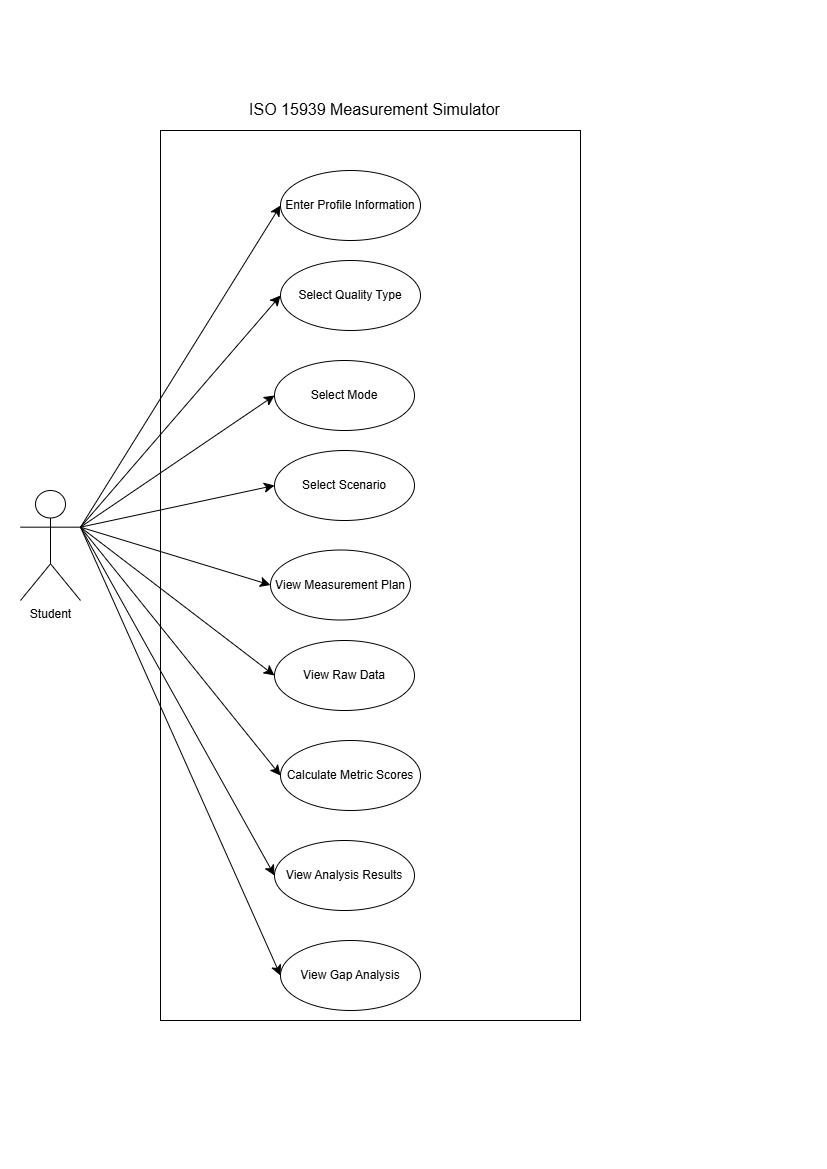 ISO 15939 Measurement Simulator
Enter Profile Information
Select Quality Type
Select Mode
Select Scenario
View Measurement Plan
Student
View Raw Data
Calculate Metric Scores
View Analysis Results
View Gap Analysis